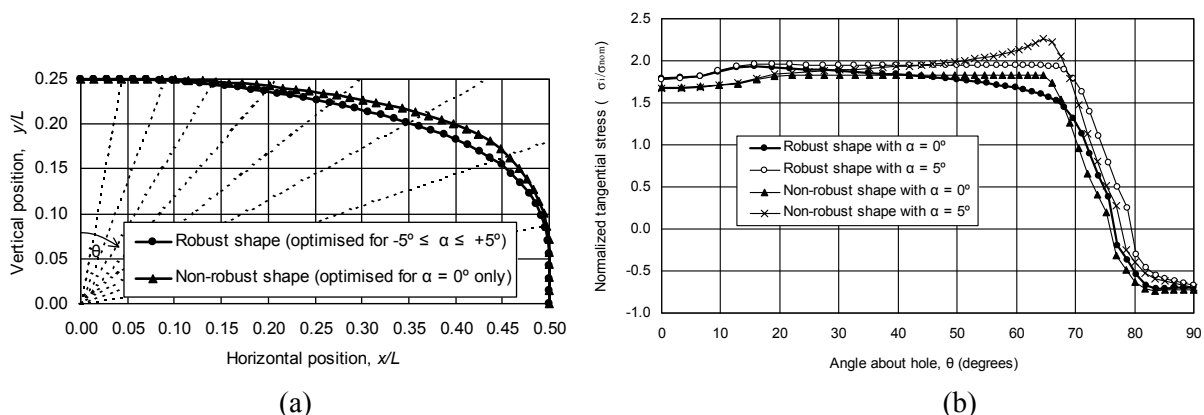 0.25
0.20
0.15
0.10
0.05
0.00
Vertical position, y/L
θ
Robust shape (optimised for -5º ≤ α ≤ +5º)
Non-robust shape (optimised for α = 0º only)
0.00 0.05 0.10 0.15 0.20 0.25 0.30 0.35 0.40 0.45 0.50
Horizontal position, x/L
(a)
2.5
2.0
1.5
1.0
0.5
0.0
-0.5
-1.0
Normalized tangential stress ( σi/σnom)
Robust shape with α = 0º
Robust shape with α = 5º
Non-robust shape with α = 0º
Non-robust shape with α = 5º
0 10 20 30 40 50 60 70 80 90
Angle about hole, θ (degrees)
(b)